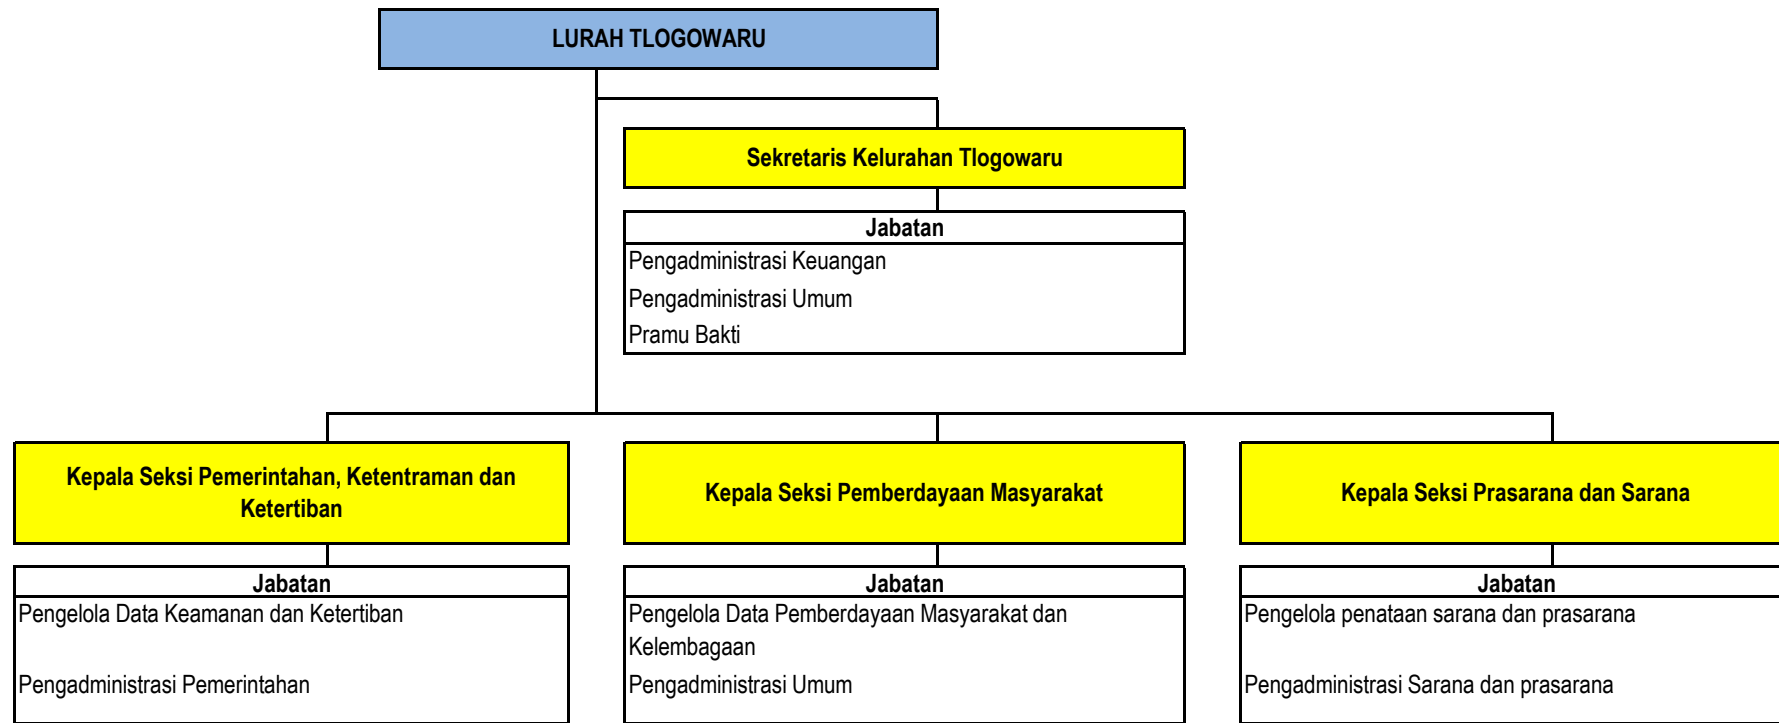 LURAH TLOGOWARU
Sekretaris Kelurahan Tlogowaru
Jabatan
Pengadministrasi Keuangan
Pengadministrasi Umum
Pramu Bakti
Kepala Seksi Pemerintahan, Ketentraman dan
Ketertiban
Jabatan
Pengelola Data Keamanan dan Ketertiban
Pengadministrasi Pemerintahan
Kepala Seksi Pemberdayaan Masyarakat
Jabatan
Pengelola Data Pemberdayaan Masyarakat dan
Kelembagaan
Pengadministrasi Umum
Kepala Seksi Prasarana dan Sarana
Jabatan
Pengelola penataan sarana dan prasarana
Pengadministrasi Sarana dan prasarana